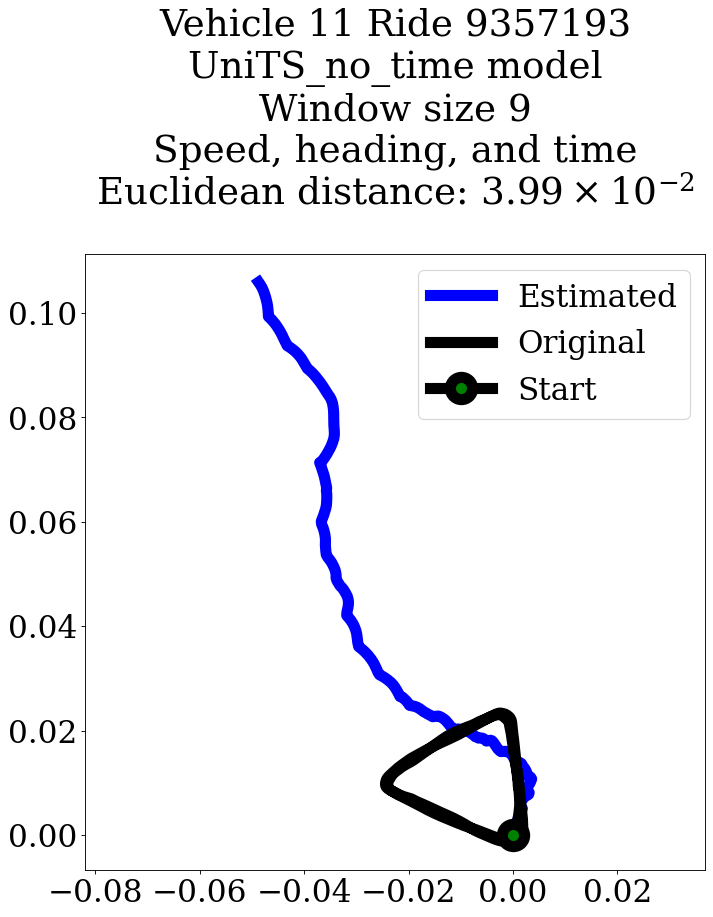 Vehicle 11 Ride 9357193
UniTS_no_time model
Window size 9
Speed, heading, and time
Euclidean distance: 3.99 × 10⁻²
Estimated
Original
Start
0.10
0.08
0.06
0.04
0.02
0.00
−0.08 −0.06 −0.04 −0.02 0.00 0.02